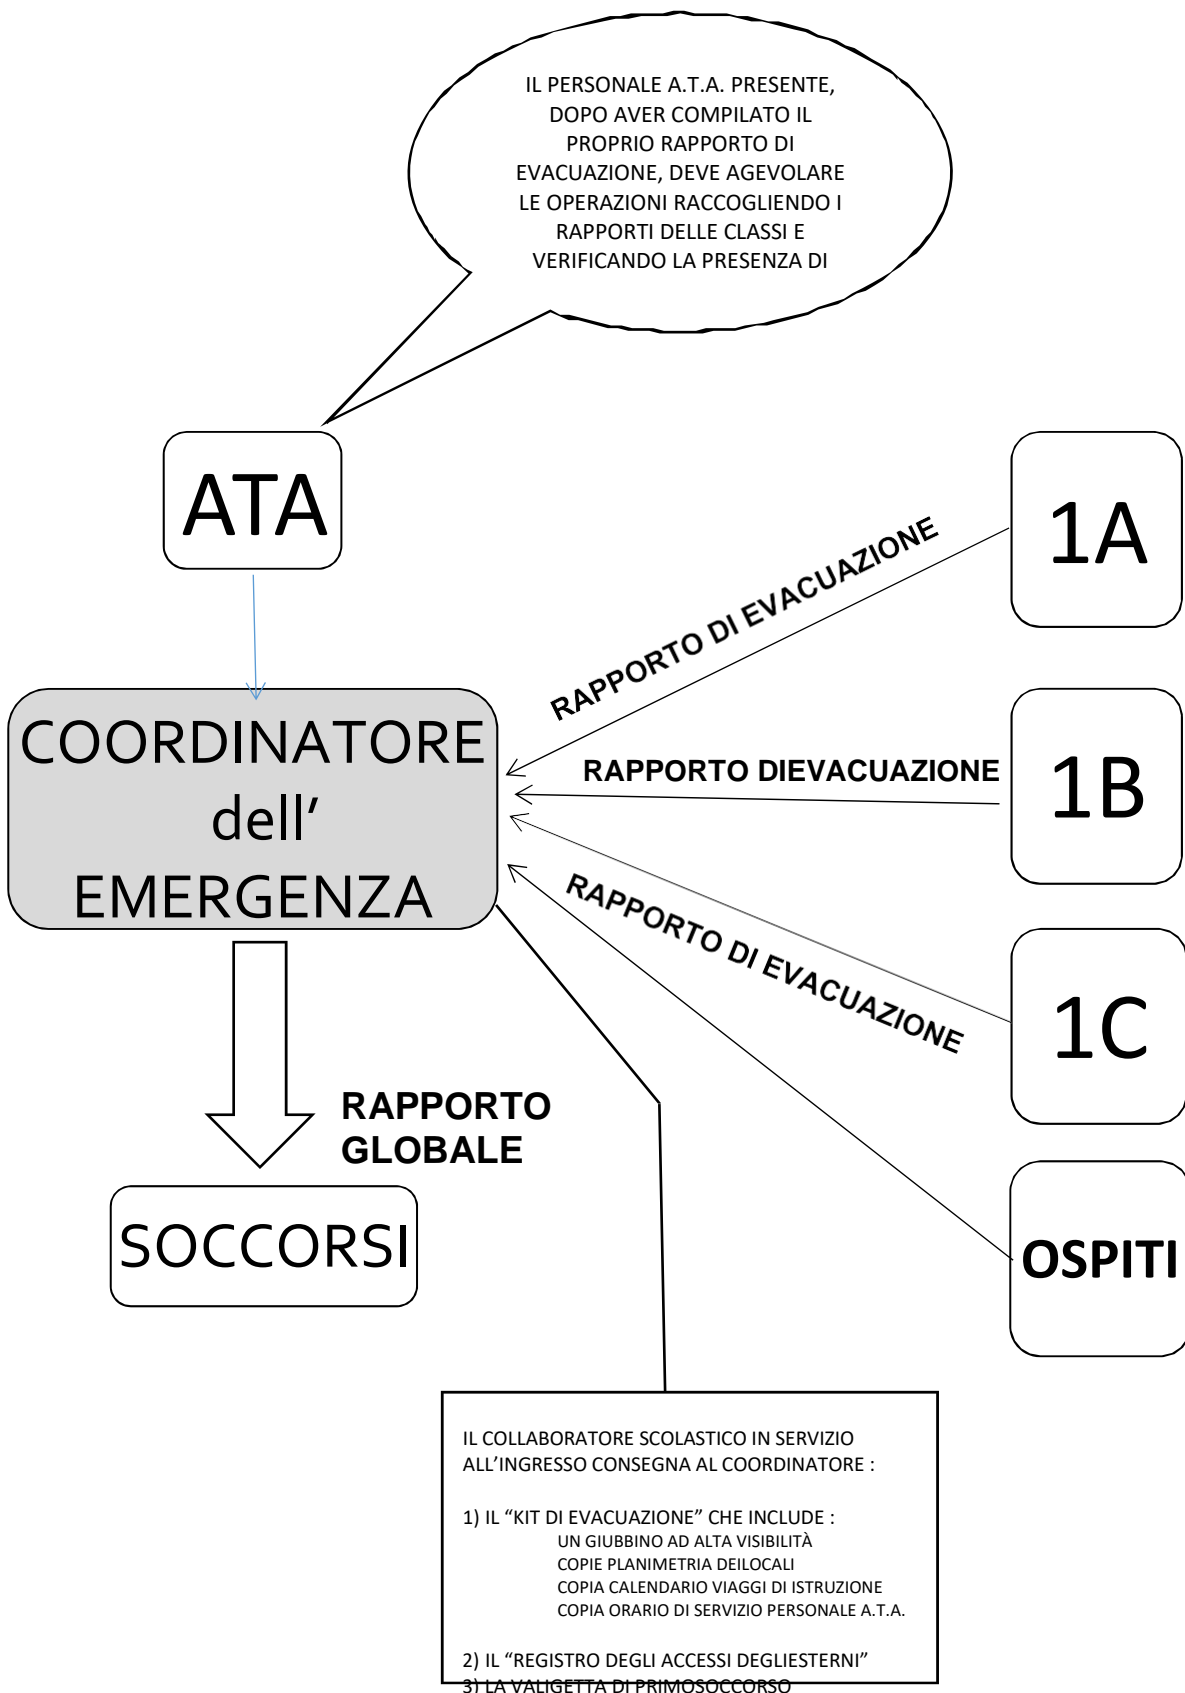 IL PERSONALE A.T.A. PRESENTE,
DOPO AVER COMPILATO IL
PROPRIO RAPPORTO DI
EVACUAZIONE, DEVE AGEVOLARE
LE OPERAZIONI RACCOGLIENDO I
RAPPORTI DELLE CLASSI E
VERIFICANDO LA PRESENZA DI
ATA
1A
RAPPORTO DI EVACUAZIONE
COORDINATORE
dell'
EMERGENZA
RAPPORTO DIEVACUAZIONE
1B
RAPPORTO DI EVACUAZIONE
1C
RAPPORTO
GLOBALE
SOCCORSI
OSPITI
IL COLLABORATORE SCOLASTICO IN SERVIZIO
ALL’INGRESSO CONSEGNA AL COORDINATORE :
1) IL “KIT DI EVACUAZIONE” CHE INCLUDE :
UN GIUBBINO AD ALTA VISIBILITÀ
COPIE PLANIMETRIA DEILOCALI
COPIA CALENDARIO VIAGGI DI ISTRUZIONE
COPIA ORARIO DI SERVIZIO PERSONALE A.T.A.
2) IL “REGISTRO DEGLI ACCESSI DEGLIESTERNI”
3) LA VALIGETTA DI PRIMOSOCCORSO